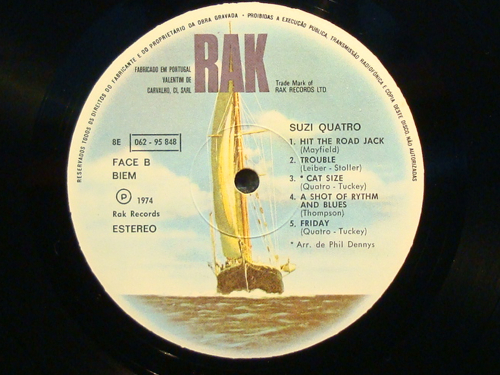 RESERVADOS TODOS OS DIREITOS DO FABRICANTE E DO PROPRIETARIO DA OBRA GRAVADA • PROIBIDAS A EXECUÇÃO PUBLICA, TRANSMISSÃO RADIOFONICA E COPIA DESTE DISCO, NÃO AUTORIZADAS
RAK
FABRICADO EM PORTUGAL
VALENTIM DE
CARVALHO, CI, SARL
Trade Mark of
RAK RECORDS LTD.
8E 062 - 95 848
FACE B
BIEM
P 1974
Rak Records
ESTEREO
SUZI QUATRO
1. HIT THE ROAD JACK
(Mayfield)
2. TROUBLE
(Leiber - Stoller)
3. * CAT SIZE
(Quatro - Tuckey)
4. A SHOT OF RYTHM
AND BLUES
(Thompson)
5. FRIDAY
(Quatro - Tuckey)
* Arr. de Phil Dennys